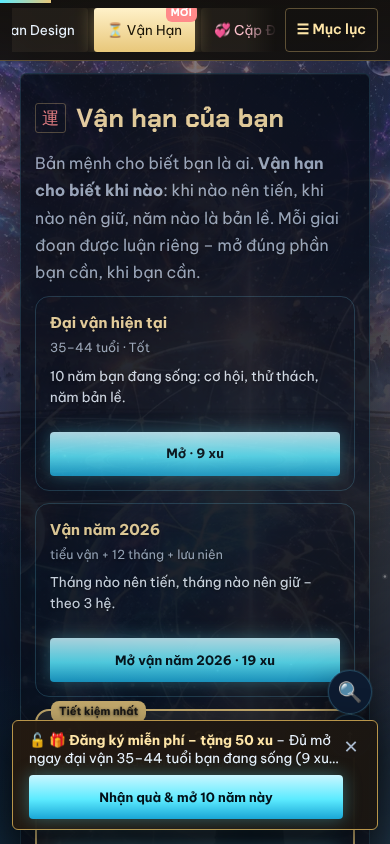 an Design
⏳ Vận Hạn
MỚI
💞 Cặp Đ
☰ Mục lục
運 Vận hạn của bạn
Bản mệnh cho biết bạn là ai. Vận hạn
cho biết khi nào: khi nào nên tiến, khi
nào nên giữ, năm nào là bản lề. Mỗi giai
đoạn được luận riêng – mở đúng phần
bạn cần, khi bạn cần.
Đại vận hiện tại
35–44 tuổi · Tốt
10 năm bạn đang sống: cơ hội, thử thách,
năm bản lề.
Mở · 9 xu
Vận năm 2026
tiểu vận + 12 tháng + lưu niên
Tháng nào nên tiến, tháng nào nên giữ –
theo 3 hệ.
Mở vận năm 2026 · 19 xu
Tiết kiệm nhất
🔓 🎁 Đăng ký miễn phí – tặng 50 xu – Đủ mở
ngay đại vận 35–44 tuổi bạn đang sống (9 xu…
Nhận quà & mở 10 năm này